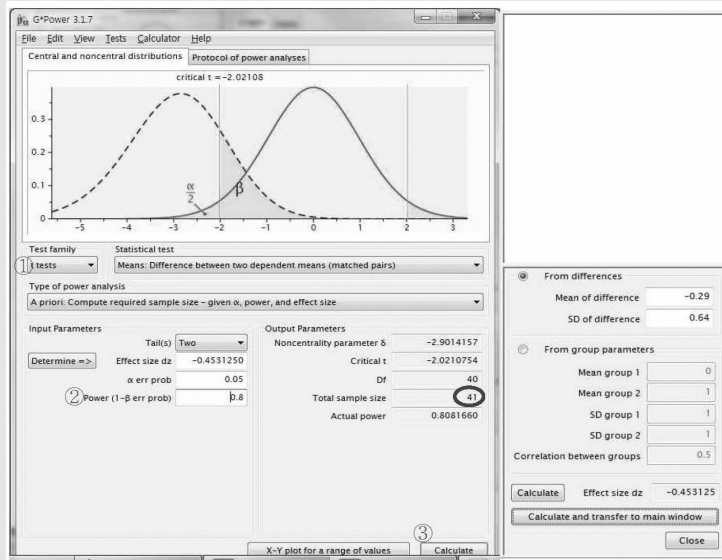 G*Power 3.1.7
File Edit View Tests Calculator Help
Central and noncentral distributions Protocol of power analyses
critical t = -2.02108
0.3
0.2
0.1
0
α
2
β
-5 -4 -3 -2 -1 0 1 2 3
Test family Statistical test
① t tests Means: Difference between two dependent means (matched pairs)
Type of power analysis
A priori: Compute required sample size – given α, power, and effect size
Input Parameters
Tail(s) Two
Determine => Effect size dz -0.4531250
α err prob 0.05
② Power (1-β err prob) 0.8
Output Parameters
Noncentrality parameter δ -2.9014157
Critical t -2.0210754
Df 40
Total sample size 41
Actual power 0.8081660
③
X-Y plot for a range of values Calculate
From differences
Mean of difference -0.29
SD of difference 0.64
From group parameters
Mean group 1 0
Mean group 2 1
SD group 1 1
SD group 2 1
Correlation between groups 0.5
Calculate Effect size dz -0.453125
Calculate and transfer to main window
Close